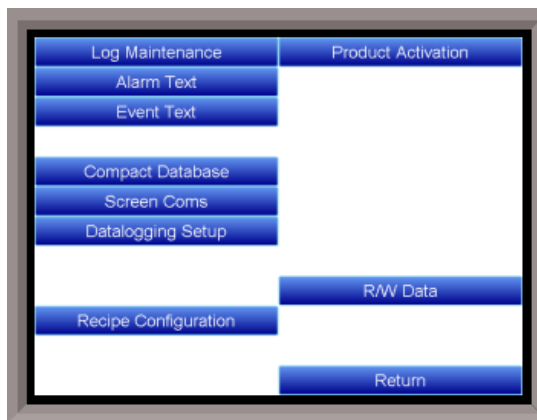 Log Maintenance
Product Activation
Alarm Text
Event Text
Compact Database
Screen Coms
Datalogging Setup
R/W Data
Recipe Configuration
Return